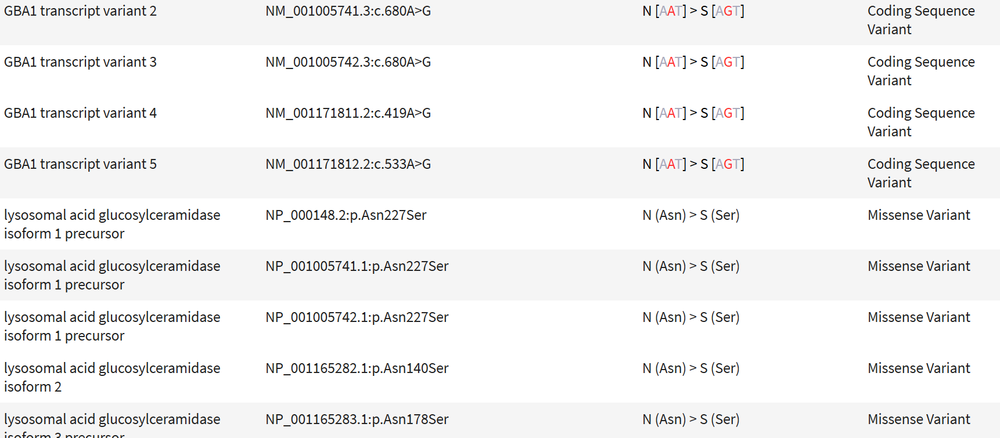 GBA1 transcript variant 2 NM_001005741.3:c.680A>G N [AAT] > S [AGT] Coding Sequence
Variant
GBA1 transcript variant 3 NM_001005742.3:c.680A>G N [AAT] > S [AGT] Coding Sequence
Variant
GBA1 transcript variant 4 NM_001171811.2:c.419A>G N [AAT] > S [AGT] Coding Sequence
Variant
GBA1 transcript variant 5 NM_001171812.2:c.533A>G N [AAT] > S [AGT] Coding Sequence
Variant
lysosomal acid glucosylceramidase NP_000148.2:p.Asn227Ser N (Asn) > S (Ser) Missense Variant
isoform 1 precursor
lysosomal acid glucosylceramidase NP_001005741.1:p.Asn227Ser N (Asn) > S (Ser) Missense Variant
isoform 1 precursor
lysosomal acid glucosylceramidase NP_001005742.1:p.Asn227Ser N (Asn) > S (Ser) Missense Variant
isoform 1 precursor
lysosomal acid glucosylceramidase NP_001165282.1:p.Asn140Ser N (Asn) > S (Ser) Missense Variant
isoform 2
lysosomal acid glucosylceramidase NP_001165283.1:p.Asn178Ser N (Asn) > S (Ser) Missense Variant
isoform 3 precursor